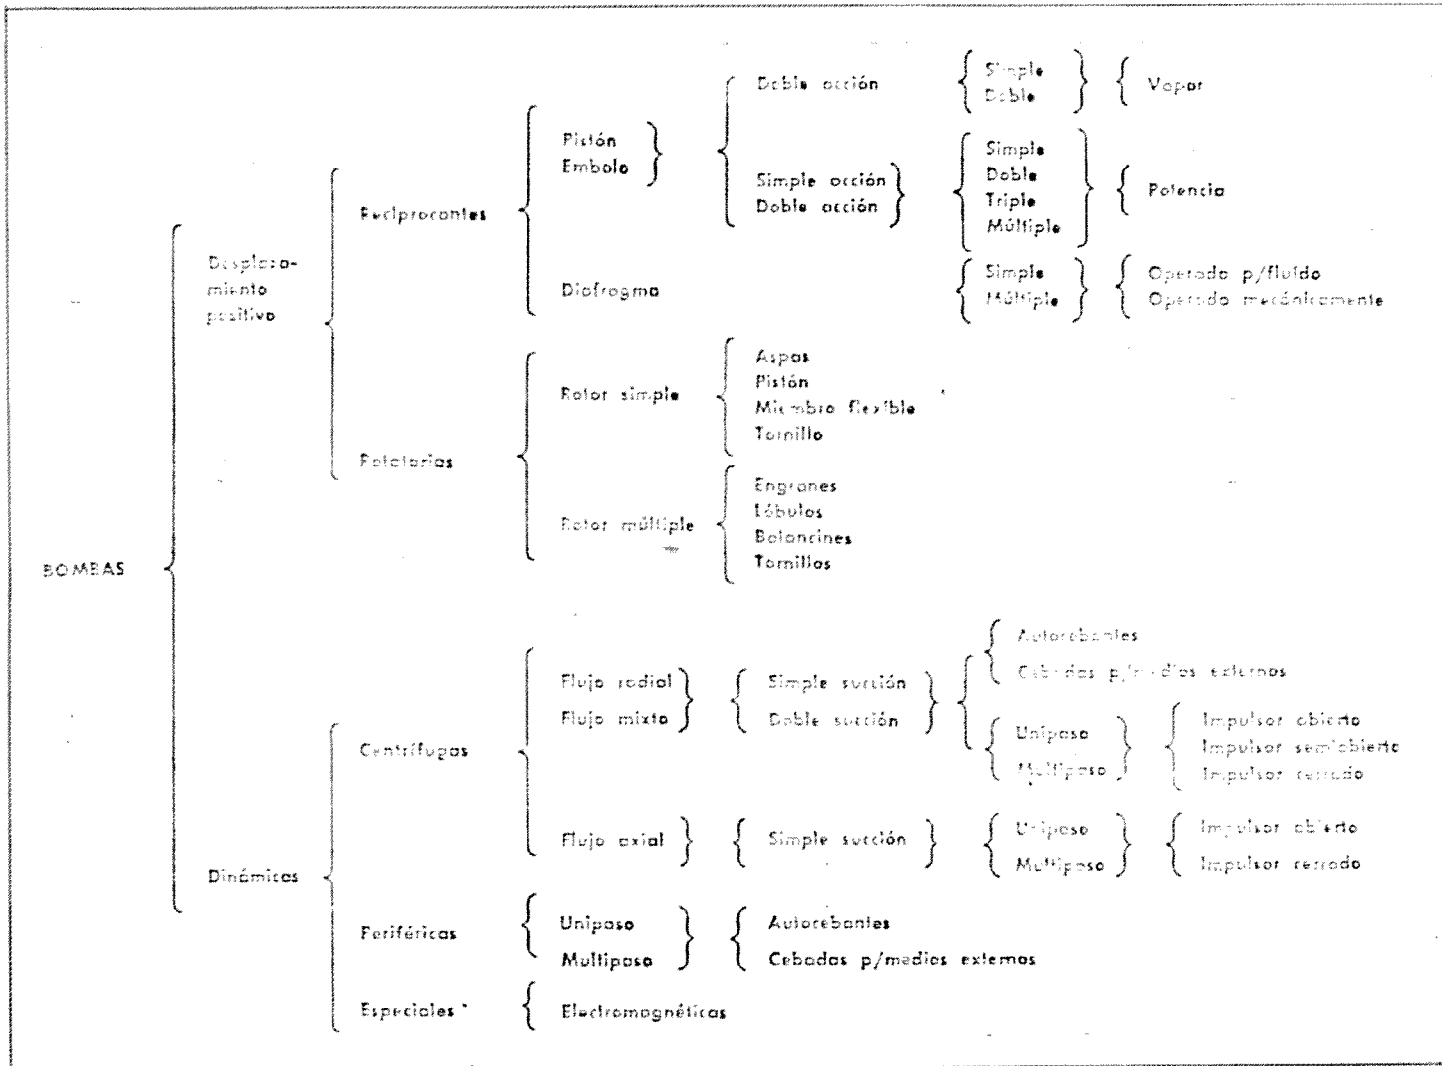 BOMBAS
Desplaza-
miento
positivo
Reciprocantes
Pistón
Embolo
Doble acción
Simple
Doble
Vapor
Simple acción
Doble acción
Simple
Doble
Triple
Múltiple
Potencia
Diafragma
Simple
Múltiple
Operado p/fluído
Operado mecánicamente
Rotatorias
Rotor simple
Aspas
Pistón
Miembro flexible
Tornillo
Rotor múltiple
Engranes
Lóbulos
Balancines
Tornillos
Dinámicas
Centrífugas
Flujo radial
Flujo mixto
Simple succión
Doble succión
Autocebantes
Cebadas p/medios externos
Unipaso
Multipaso
Impulsor abierto
Impulsor semiabierto
Impulsor cerrado
Flujo axial
Simple succión
Unipaso
Multipaso
Impulsor abierto
Impulsor cerrado
Periféricas
Unipaso
Multipaso
Autocebantes
Cebadas p/medios externos
Especiales
Electromagnéticas